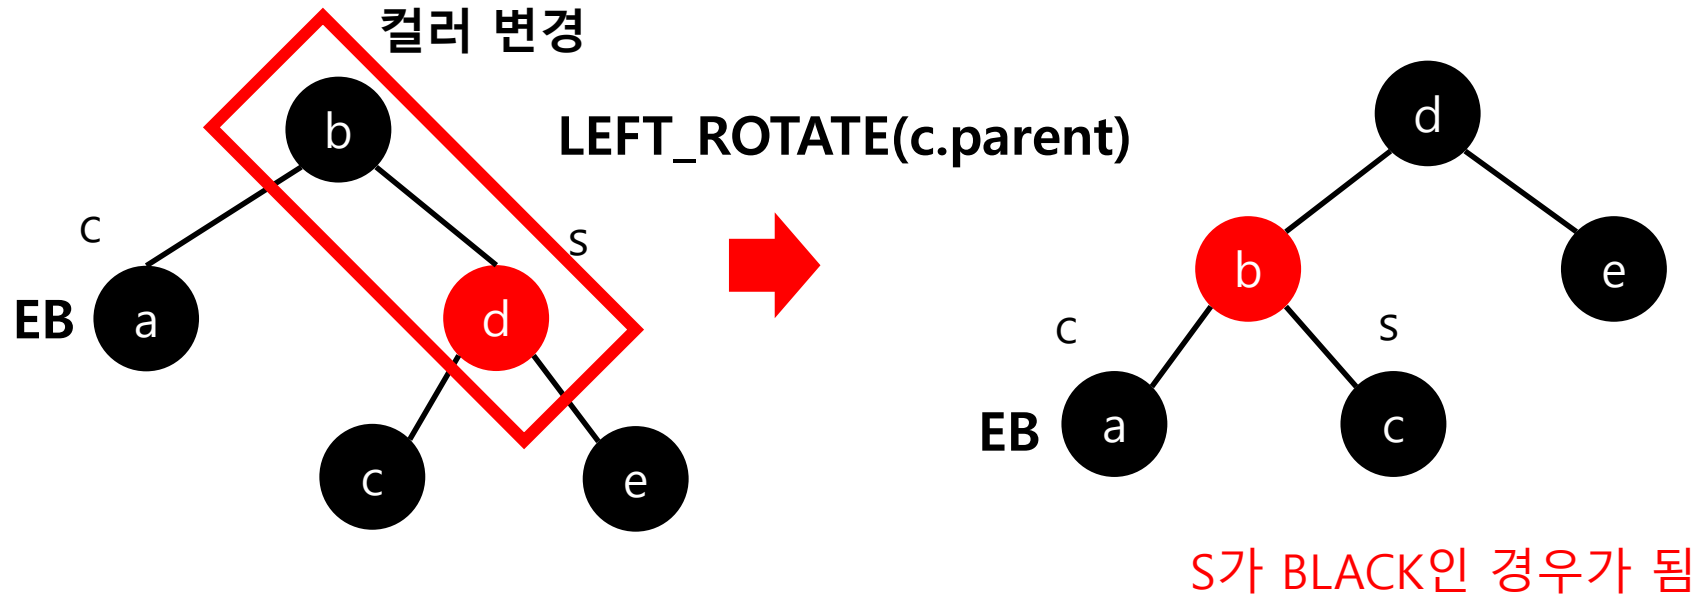 컬러 변경
b
LEFT_ROTATE(c.parent)
c
s
EB
a
d
c
e
d
b
e
c
s
EB
a
c
S가 BLACK인 경우가 됨